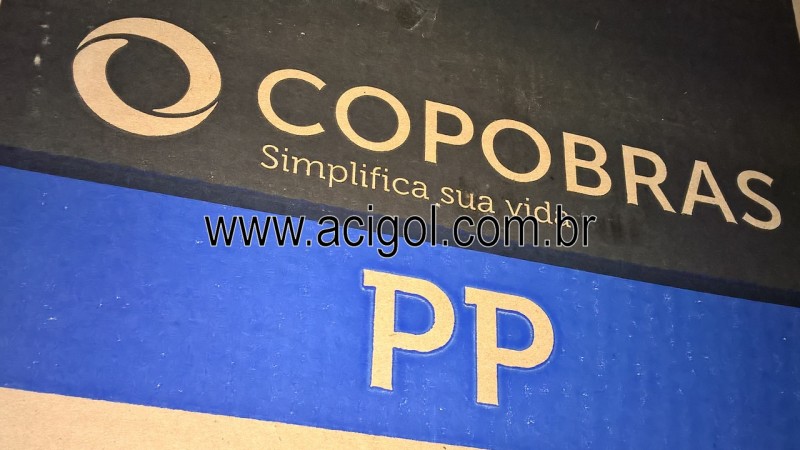 COPOBRAS
Simplifica sua vida
www.acigol.com.br
PP